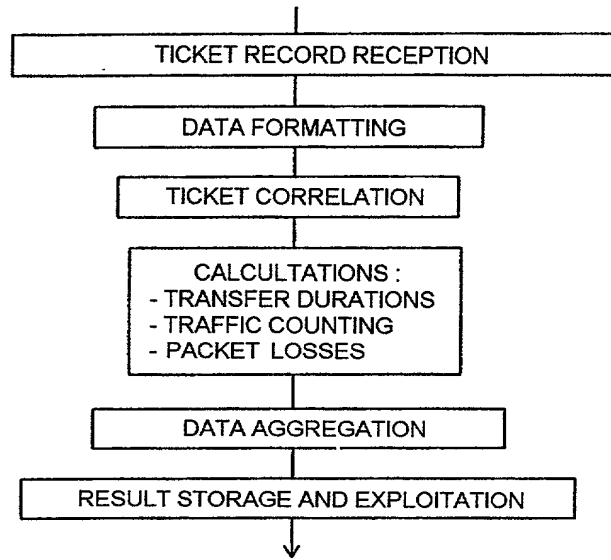 TICKET RECORD RECEPTION
DATA FORMATTING
TICKET CORRELATION
CALCULTATIONS :
- TRANSFER DURATIONS
- TRAFFIC COUNTING
- PACKET LOSSES
DATA AGGREGATION
RESULT STORAGE AND EXPLOITATION